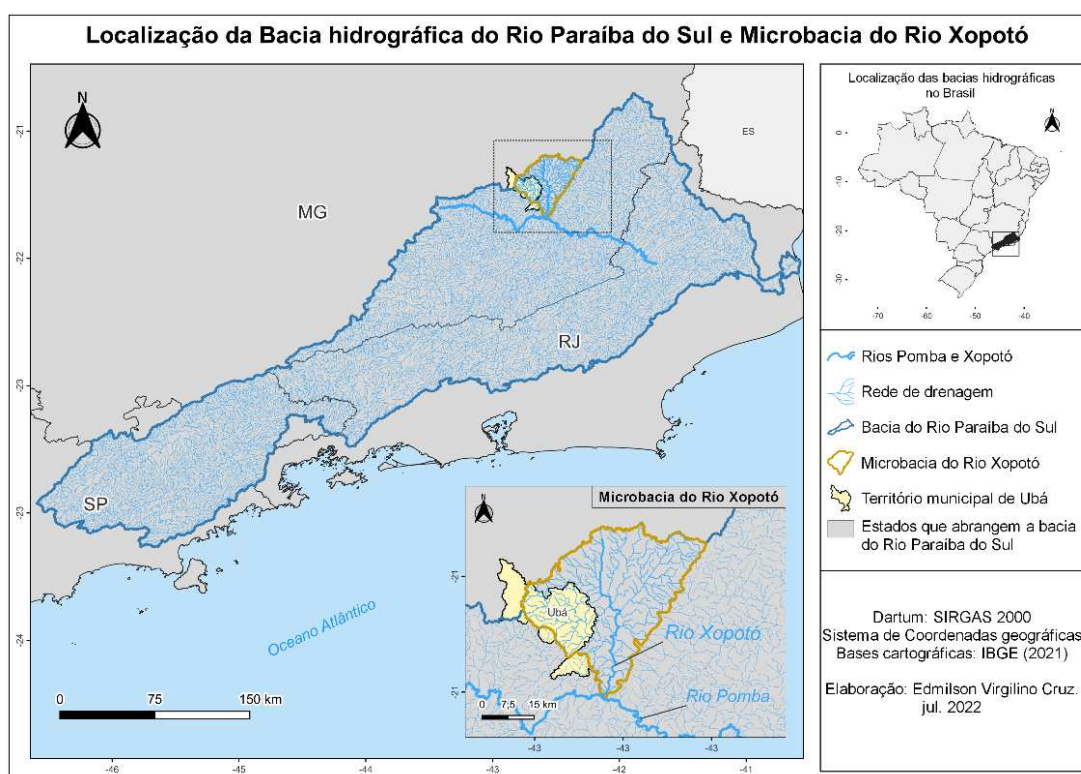 Localização da Bacia hidrográfica do Rio Paraíba do Sul e Microbacia do Rio Xopotó
N
-21
-22
-23
-23
-24
-46
-45
-44
-43
-42
-41
MG
ES
RJ
SP
Oceano Atlântico
0 75 150 km
Microbacia do Rio Xopotó
N
-21
-21
Ubá
Rio Xopotó
Rio Pomba
0 7,5 15 km
-43
-43
-43
Localização das bacias hidrográficas
no Brasil
N
0
-10
-20
-30
-70
-60
-50
-40
Rios Pomba e Xopotó
Rede de drenagem
Bacia do Rio Paraíba do Sul
Microbacia do Rio Xopotó
Território municipal de Ubá
Estados que abrangem a bacia
do Rio Paraíba do Sul
Dartum: SIRGAS 2000
Sistema de Coordenadas geográficas
Bases cartográficas: IBGE (2021)
Elaboração: Edmilson Virgilino Cruz.
jul. 2022